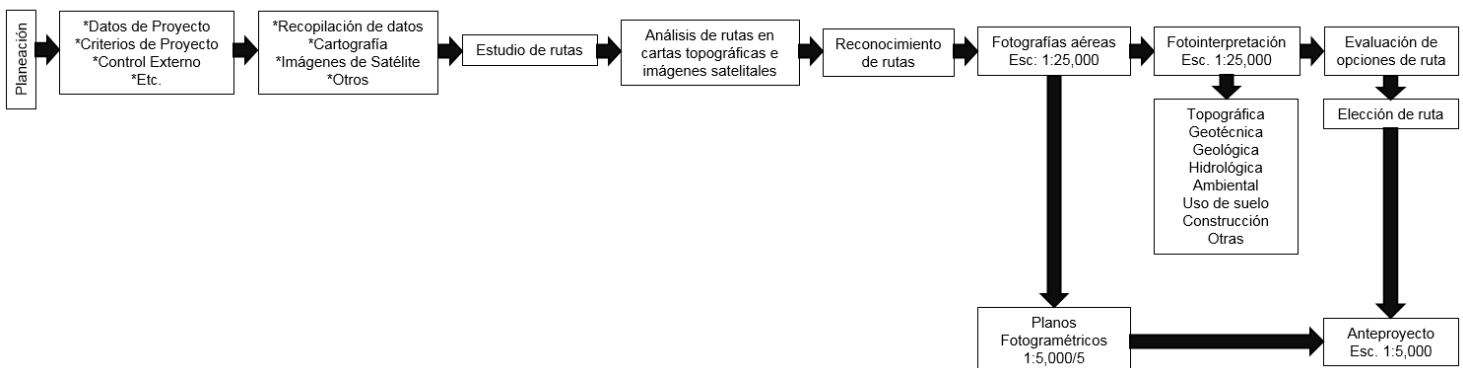 Planeación
*Datos de Proyecto
*Criterios de Proyecto
*Control Externo
*Etc.
*Recopilación de datos
*Cartografía
*Imágenes de Satélite
*Otros
Estudio de rutas
Análisis de rutas en
cartas topográficas e
imágenes satelitales
Reconocimiento
de rutas
Fotografías aéreas
Esc: 1:25,000
Fotointerpretación
Esc. 1:25,000
Evaluación de
opciones de ruta
Topográfica
Geotécnica
Geológica
Hidrológica
Ambiental
Uso de suelo
Construcción
Otras
Elección de ruta
Planos
Fotogramétricos
1:5,000/5
Anteproyecto
Esc. 1:5,000